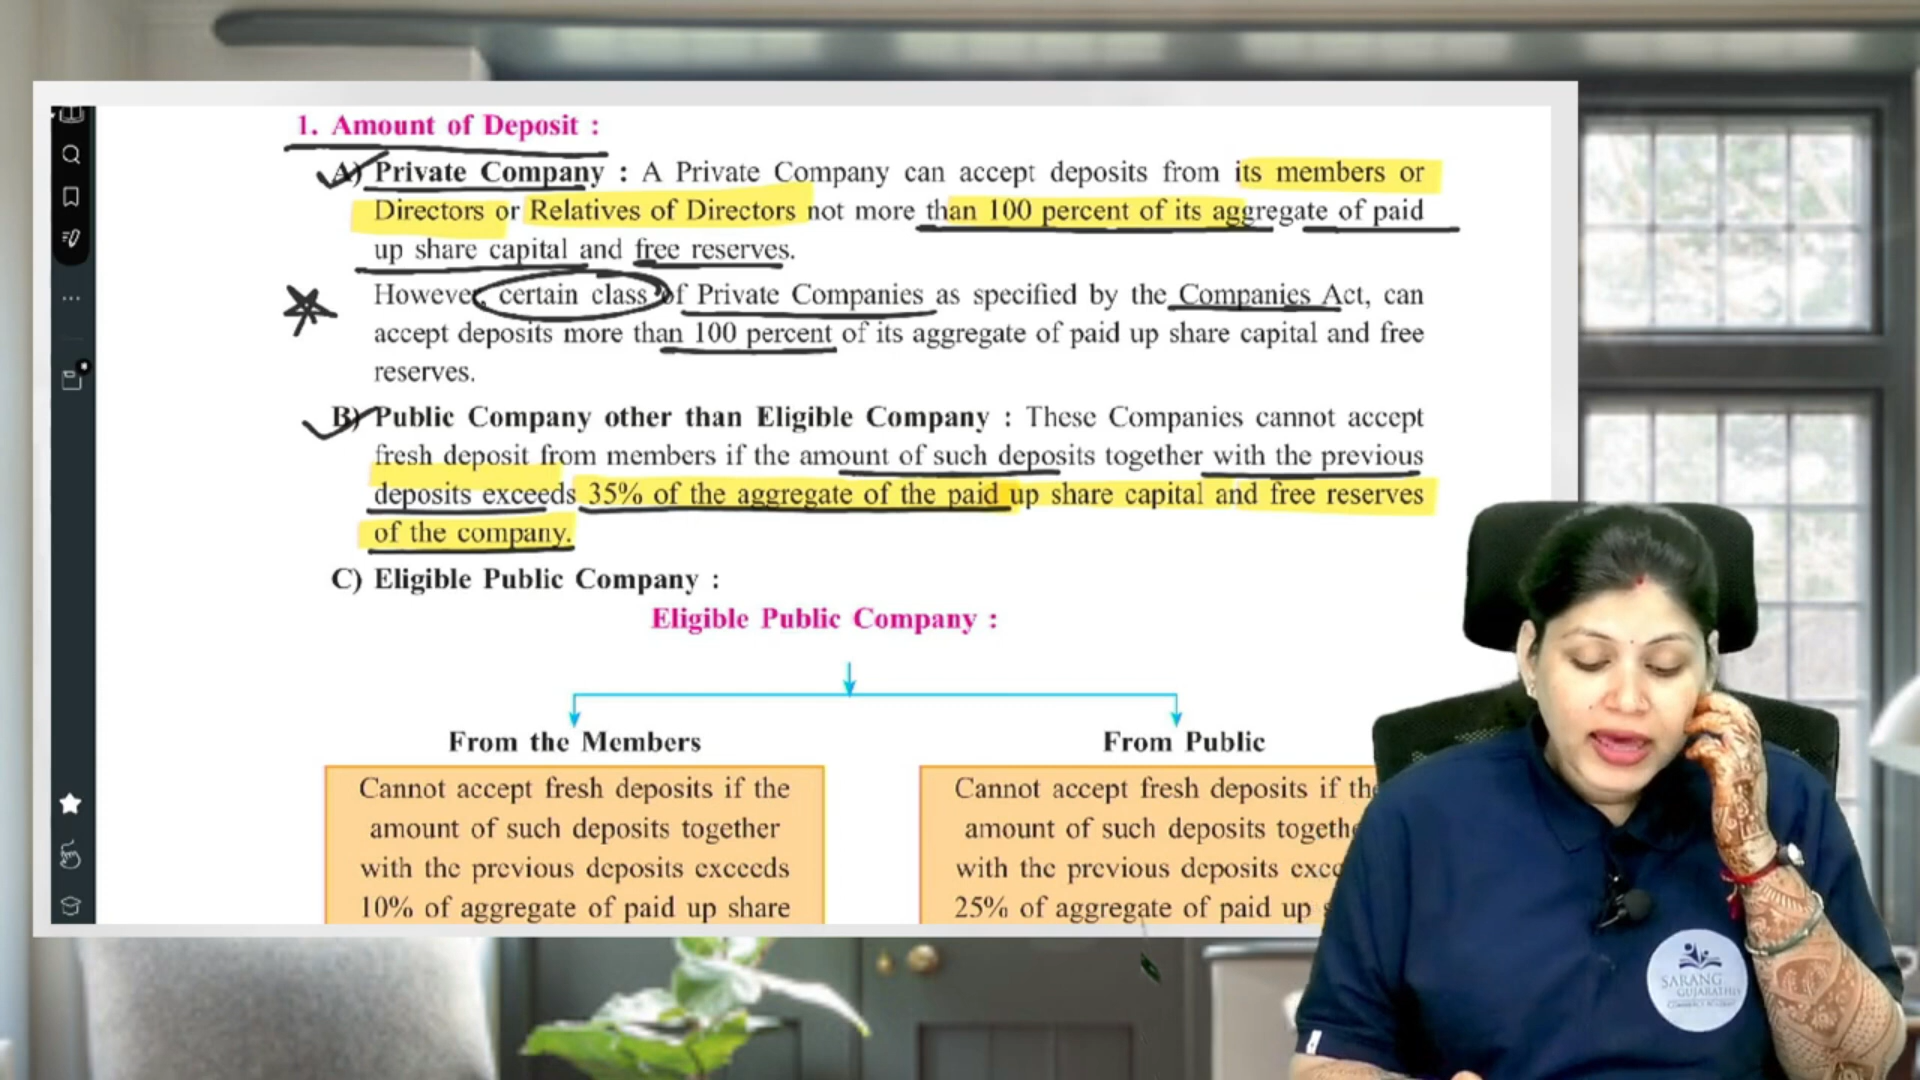 1. Amount of Deposit :
A) Private Company : A Private Company can accept deposits from its members or
Directors or Relatives of Directors not more than 100 percent of its aggregate of paid
up share capital and free reserves.
However, certain class of Private Companies as specified by the Companies Act, can
accept deposits more than 100 percent of its aggregate of paid up share capital and free
reserves.
B) Public Company other than Eligible Company : These Companies cannot accept
fresh deposit from members if the amount of such deposits together with the previous
deposits exceeds 35% of the aggregate of the paid up share capital and free reserves
of the company.
C) Eligible Public Company :
Eligible Public Company :
From the Members
Cannot accept fresh deposits if the
amount of such deposits together
with the previous deposits exceeds
10% of aggregate of paid up share
From Public
Cannot accept fresh deposits if
amount of such deposits
with the previous deposits
25% of aggregate of paid up
SARANG
GUJARATHI